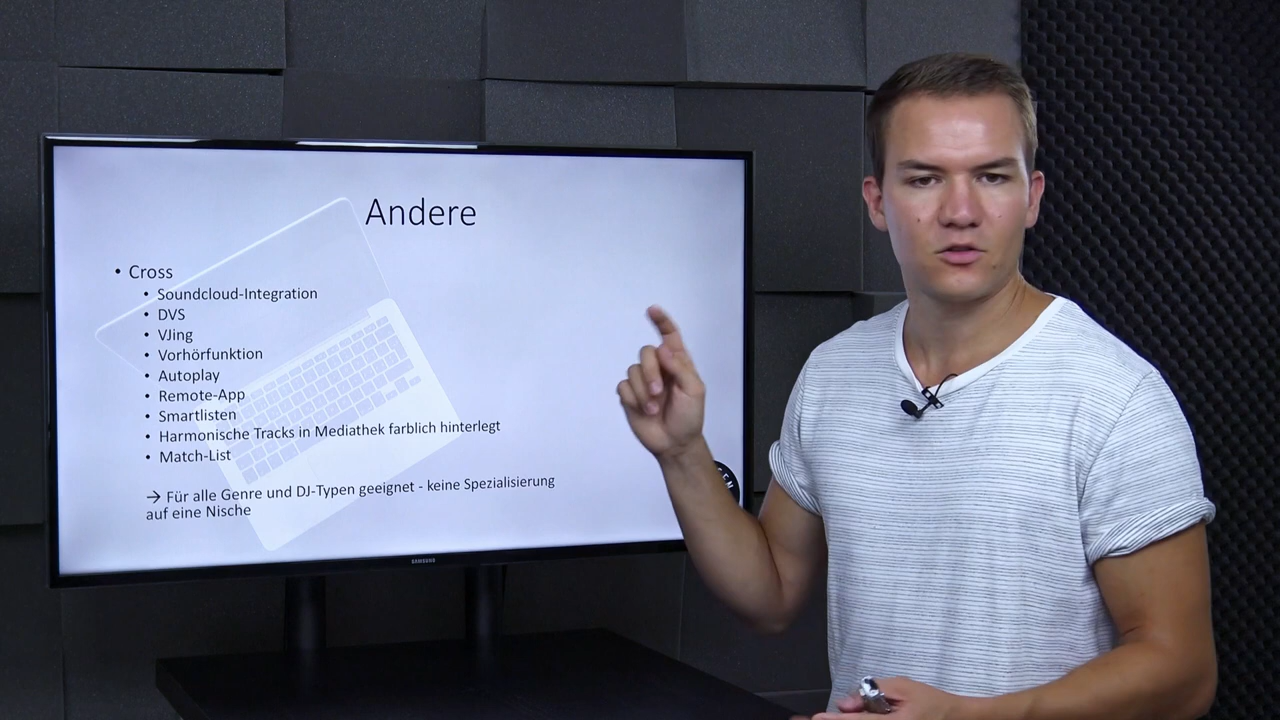 Andere
• Cross
• Soundcloud-Integration
• DVS
• VJing
• Vorhörfunktion
• Autoplay
• Remote-App
• Smartlisten
• Harmonische Tracks in Mediathek farblich hinterlegt
• Match-List
→ Für alle Genre und DJ-Typen geeignet - keine Spezialisierung
auf eine Nische
SAMSUNG